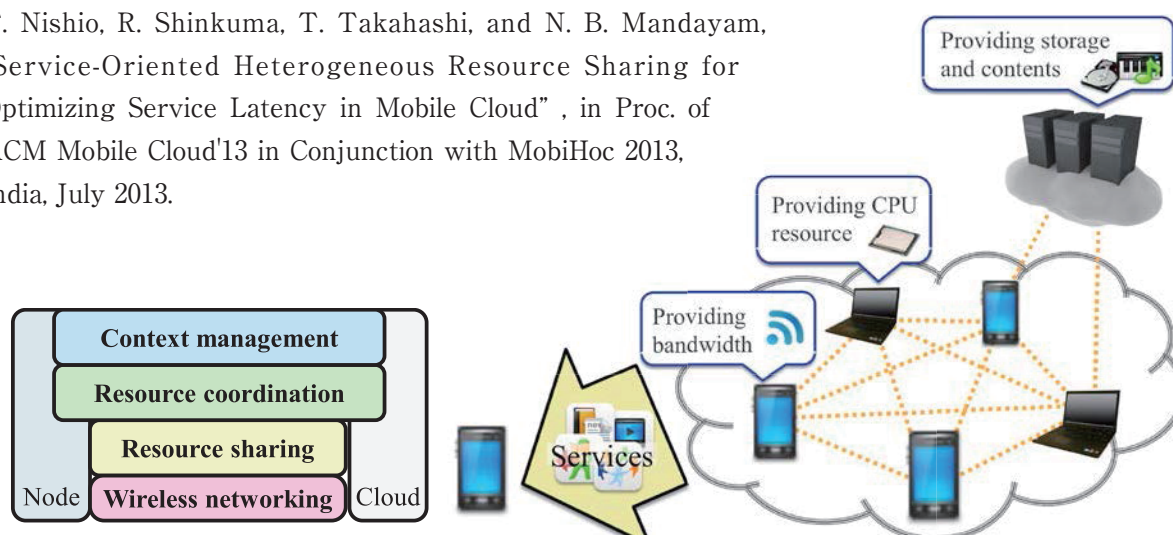 . Nishio, R. Shinkuma, T. Takahashi, and N. B. Mandayam,
Service-Oriented Heterogeneous Resource Sharing for
Optimizing Service Latency in Mobile Cloud", in Proc. of
ACM Mobile Cloud'13 in Conjunction with MobiHoc 2013,
India, July 2013.
Providing storage
and contents
Providing CPU
resource
Providing
bandwidth
Context management
Resource coordination
Resource sharing
Wireless networking
Node
Cloud
Services